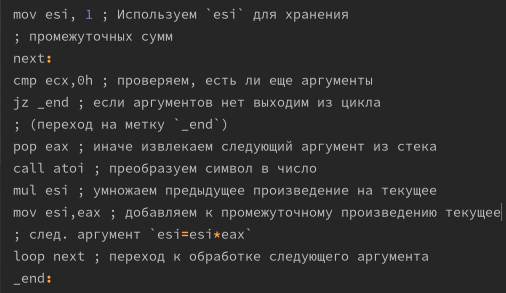 mov esi, 1 ; Используем `esi` для хранения
; промежуточных сумм
next:
cmp ecx,0h ; проверяем, есть ли еще аргументы
jz _end ; если аргументов нет выходим из цикла
; (переход на метку `_end`)
pop eax ; иначе извлекаем следующий аргумент из стека
call atoi ; преобразуем символ в число
mul esi ; умножаем предыдущее произведение на текущее
mov esi,eax ; добавляем к промежуточному произведению текущее
; след. аргумент `esi=esi*eax`
loop next ; переход к обработке следующего аргумента
_end: